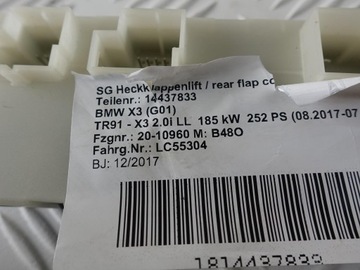 SG Heckklappenlift / rear flap co
Teilenr.: 14437833
BMW X3 (G01)
TR91 - X3 2.0i LL 185 kW 252 PS (08.2017-07
Fzgnr.: 20-10960 M: B48O
Fahrg.Nr.: LC55304
BJ: 12/2017
1814437833